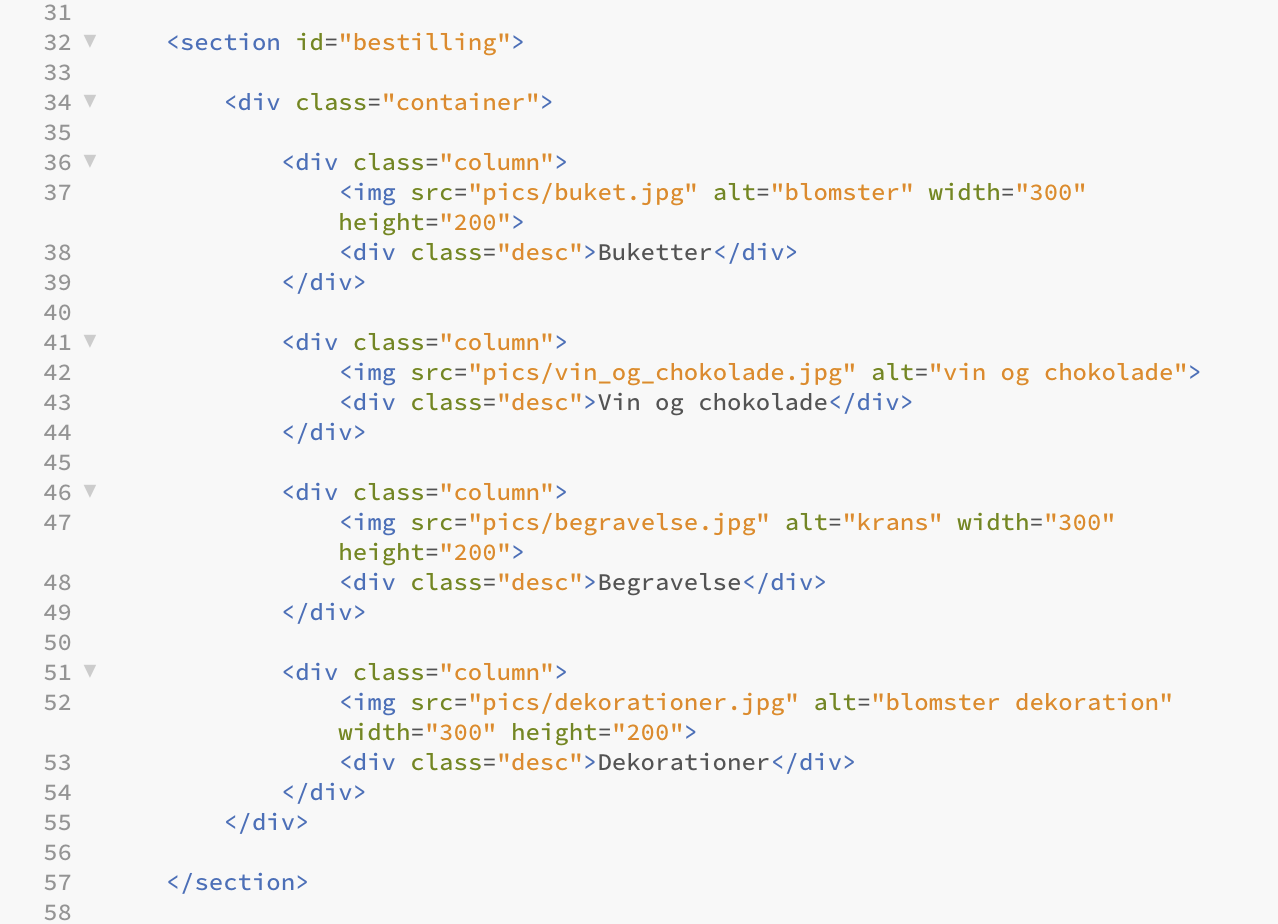 31
32 ▼ <section id="bestilling">
33
34 ▼ <div class="container">
35
36 ▼ <div class="column">
37 <img src="pics/buket.jpg" alt="blomster" width="300"
height="200">
38 <div class="desc">Buketter</div>
39 </div>
40
41 ▼ <div class="column">
42 <img src="pics/vin_og_chokolade.jpg" alt="vin og chokolade">
43 <div class="desc">Vin og chokolade</div>
44 </div>
45
46 ▼ <div class="column">
47 <img src="pics/begravelse.jpg" alt="krans" width="300"
height="200">
48 <div class="desc">Begravelse</div>
49 </div>
50
51 ▼ <div class="column">
52 <img src="pics/dekorationer.jpg" alt="blomster dekoration"
width="300" height="200">
53 <div class="desc">Dekorationer</div>
54 </div>
55 </div>
56
57 </section>
58